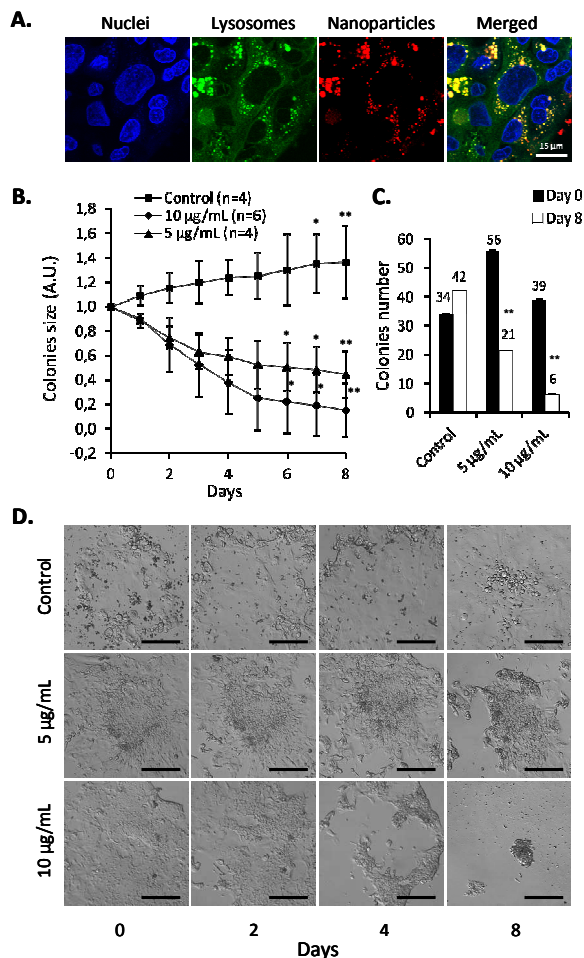 A.
Nuclei Lysosomes Nanoparticles Merged
15 µm
B.
Control (n=4)
10 µg/mL (n=6)
5 µg/mL (n=4)
Colonies size (A.U.)
1,8
1,6
1,4
1,2
1,0
0,8
0,6
0,4
0,2
0,0
-0,2
* **
* * **
* * **
0 2 4 6 8
Days
C.
Day 0
Day 8
Colonies number
60
50
40
30
20
10
0
34 42 56 21 39 6
** **
Control 5 µg/mL 10 µg/mL
D.
Control
5 µg/mL
10 µg/mL
0 2 4 8
Days